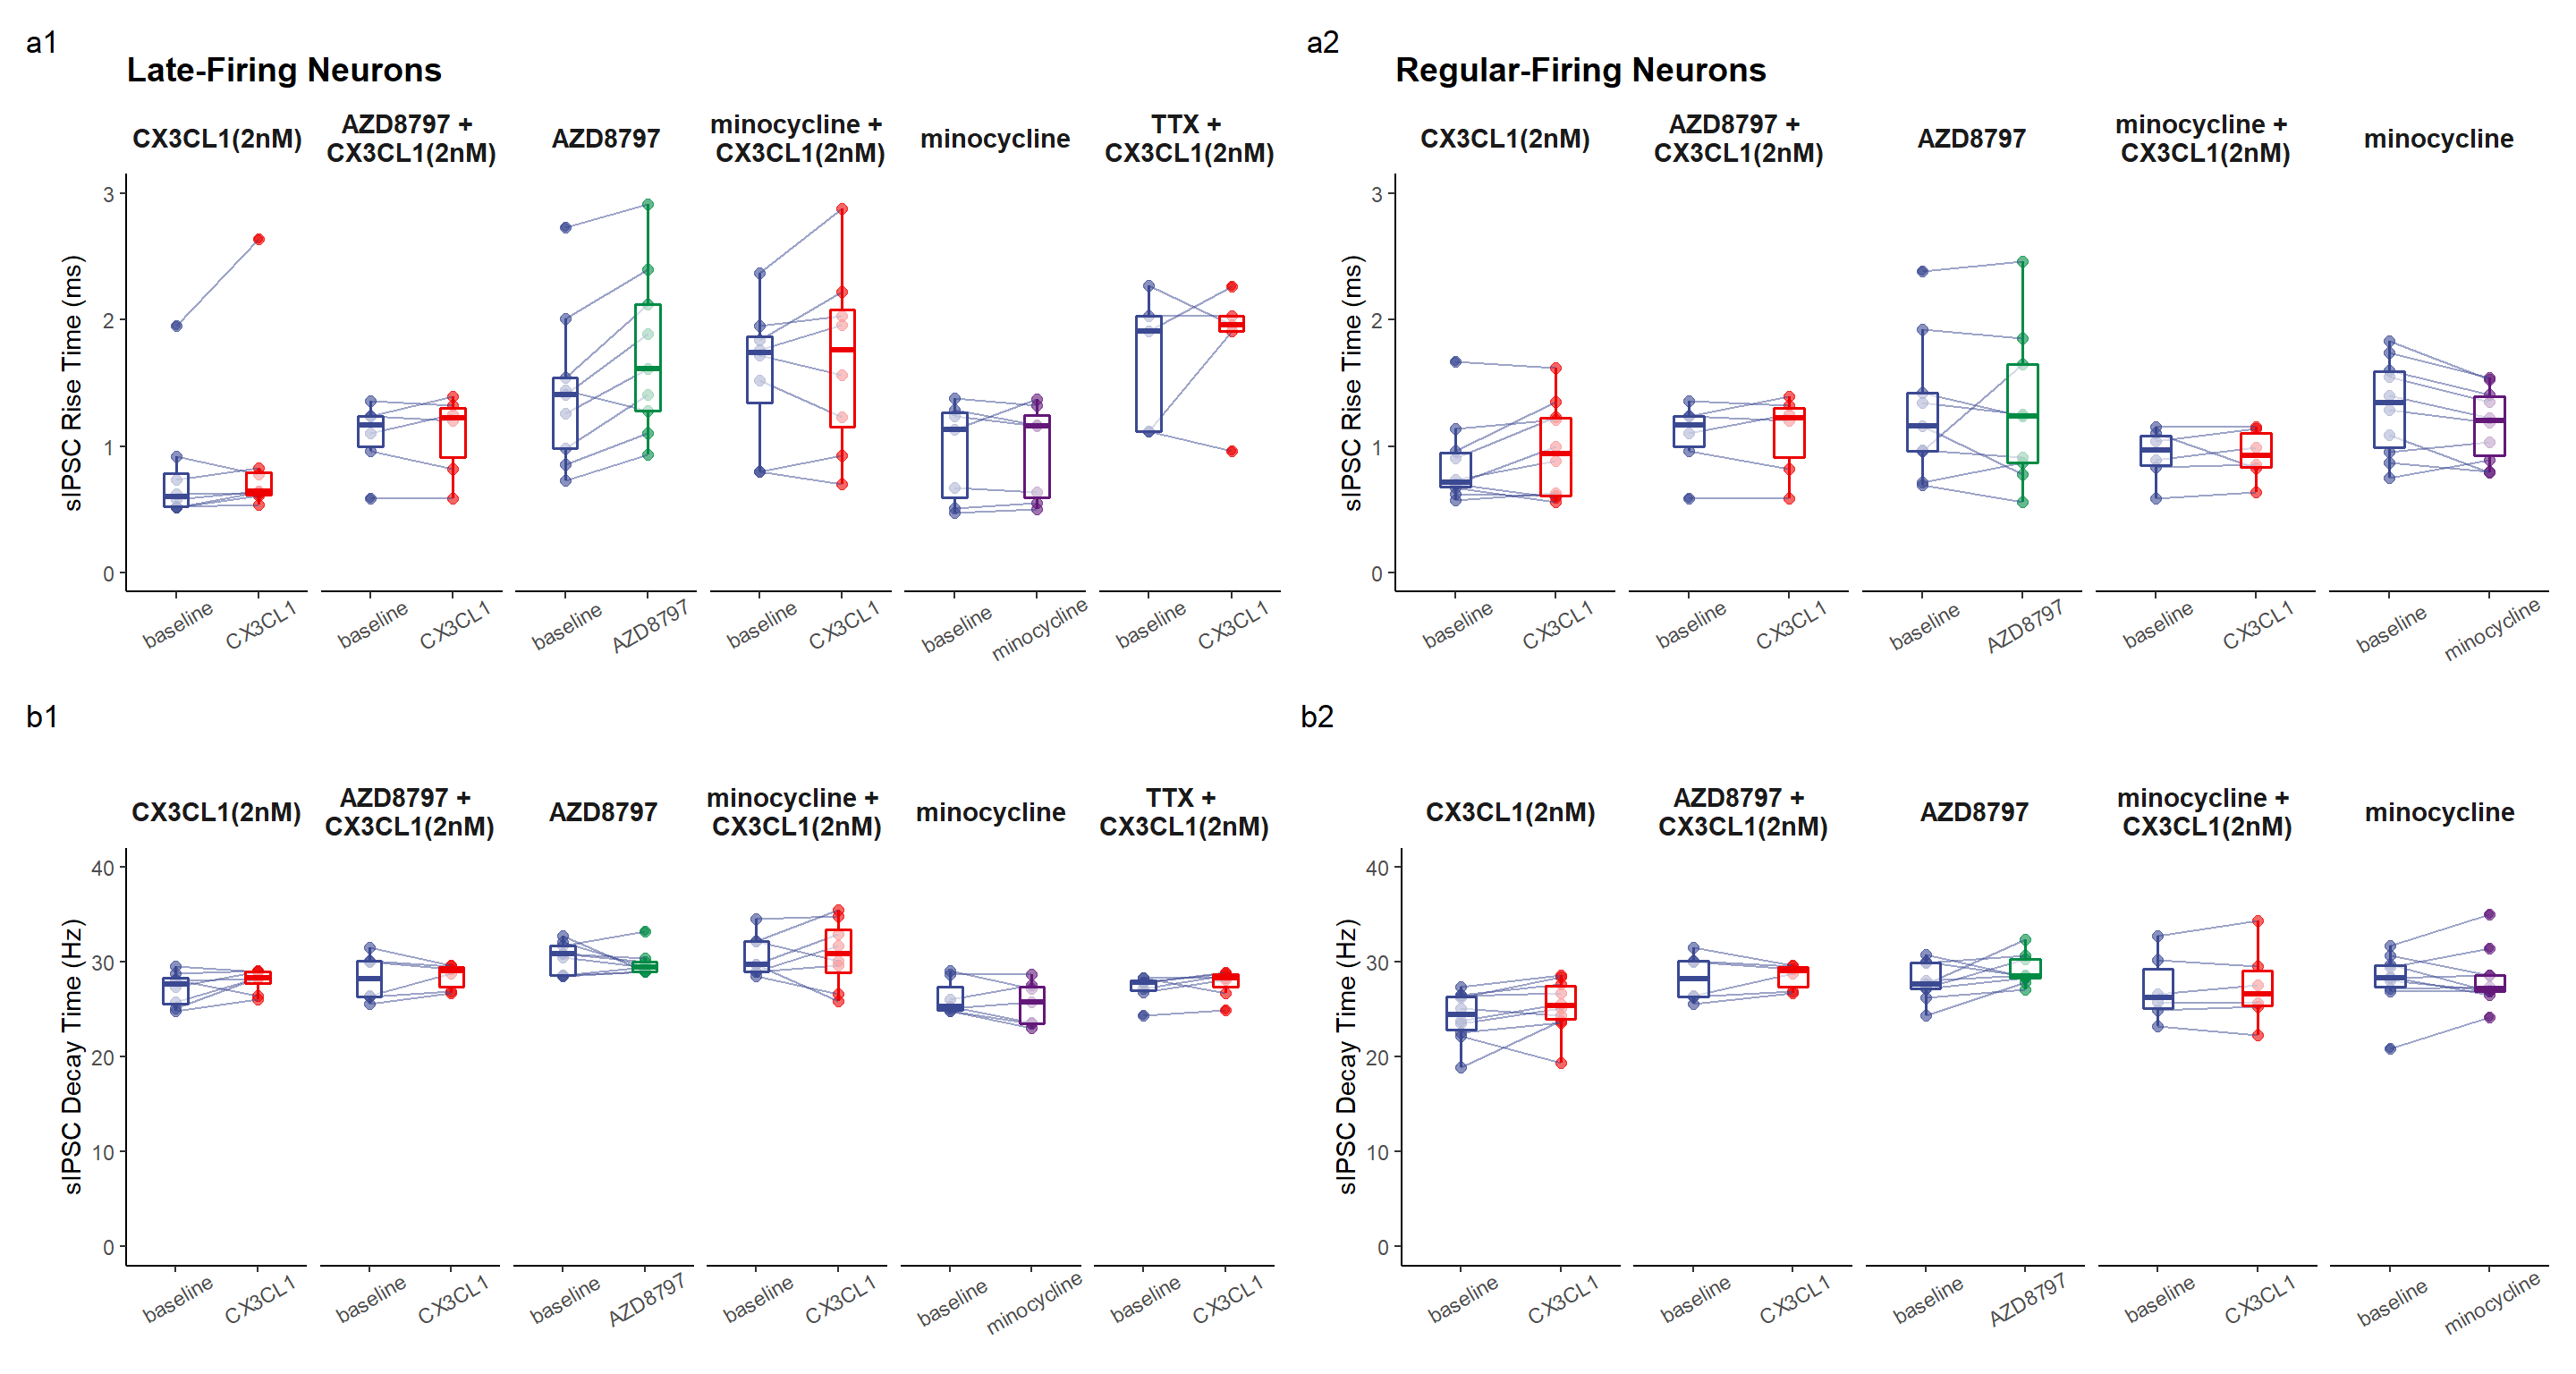 a1
Late-Firing Neurons
CX3CL1(2nM)
AZD8797 +
CX3CL1(2nM)
AZD8797
minocycline +
CX3CL1(2nM)
minocycline
TTX +
CX3CL1(2nM)
sIPSC Rise Time (ms)
3
2
1
0
baseline
CX3CL1
baseline
CX3CL1
baseline
AZD8797
baseline
CX3CL1
baseline
minocycline
baseline
CX3CL1
a2
Regular-Firing Neurons
CX3CL1(2nM)
AZD8797 +
CX3CL1(2nM)
AZD8797
minocycline +
CX3CL1(2nM)
minocycline
sIPSC Rise Time (ms)
3
2
1
0
baseline
CX3CL1
baseline
CX3CL1
baseline
AZD8797
baseline
CX3CL1
baseline
minocycline
b1
CX3CL1(2nM)
AZD8797 +
CX3CL1(2nM)
AZD8797
minocycline +
CX3CL1(2nM)
minocycline
TTX +
CX3CL1(2nM)
sIPSC Decay Time (Hz)
40
30
20
10
0
baseline
CX3CL1
baseline
CX3CL1
baseline
AZD8797
baseline
CX3CL1
baseline
minocycline
baseline
CX3CL1
b2
CX3CL1(2nM)
AZD8797 +
CX3CL1(2nM)
AZD8797
minocycline +
CX3CL1(2nM)
minocycline
sIPSC Decay Time (Hz)
40
30
20
10
0
baseline
CX3CL1
baseline
CX3CL1
baseline
AZD8797
baseline
CX3CL1
baseline
minocycline